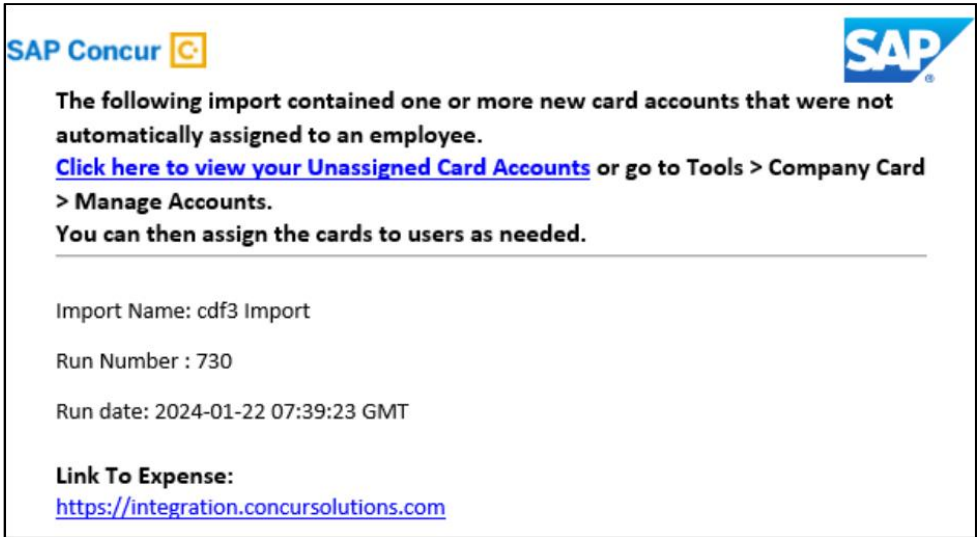 SAP Concur C
SAP
The following import contained one or more new card accounts that were not
automatically assigned to an employee.
Click here to view your Unassigned Card Accounts or go to Tools > Company Card
> Manage Accounts.
You can then assign the cards to users as needed.
Import Name: cdf3 Import
Run Number : 730
Run date: 2024-01-22 07:39:23 GMT
Link To Expense:
https://integration.concursolutions.com